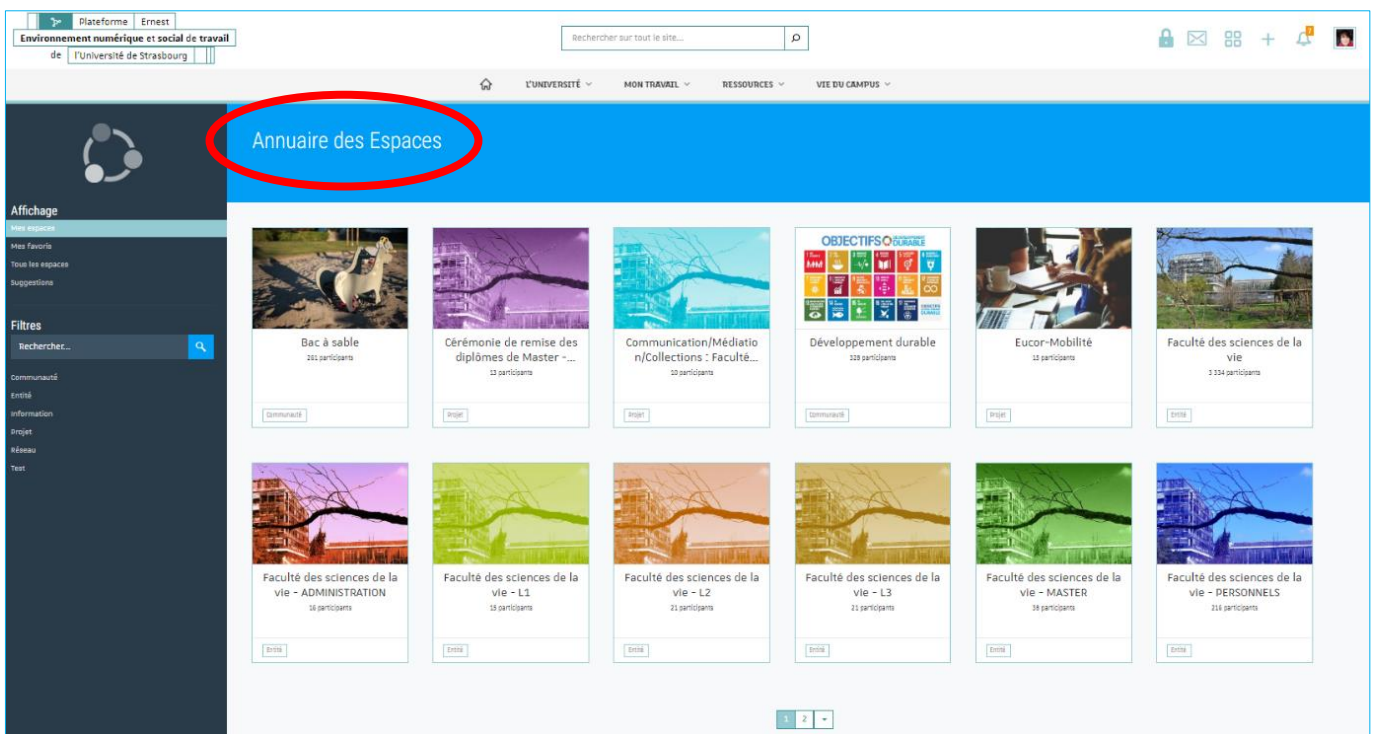 Plateforme Ernest
Environnement numérique et social de travail
de l'Université de Strasbourg
Rechercher sur tout le site...
L'UNIVERSITÉ
MON TRAVAIL
RESSOURCES
VIE DU CAMPUS
Annuaire des Espaces
Affichage
Mes espaces
Mes favoris
Tous les espaces
Suggestions
Filtres
Rechercher...
Communauté
Entité
Information
Projet
Réseau
Test
Bac à sable
261 participants
Communauté
Cérémonie de remise des
diplômes de Master -...
13 participants
Projet
Communication/Médiatio
n/Collections : Faculté...
10 participants
Projet
OBJECTIFS
DURABLE
Développement durable
328 participants
Communauté
Eucor-Mobilité
13 participants
Projet
Faculté des sciences de la
vie
3 334 participants
Entité
Faculté des sciences de la
vie - ADMINISTRATION
16 participants
Entité
Faculté des sciences de la
vie - L1
18 participants
Entité
Faculté des sciences de la
vie - L2
21 participants
Entité
Faculté des sciences de la
vie - L3
21 participants
Entité
Faculté des sciences de la
vie - MASTER
38 participants
Entité
Faculté des sciences de la
vie - PERSONNELS
216 participants
Entité
1 2